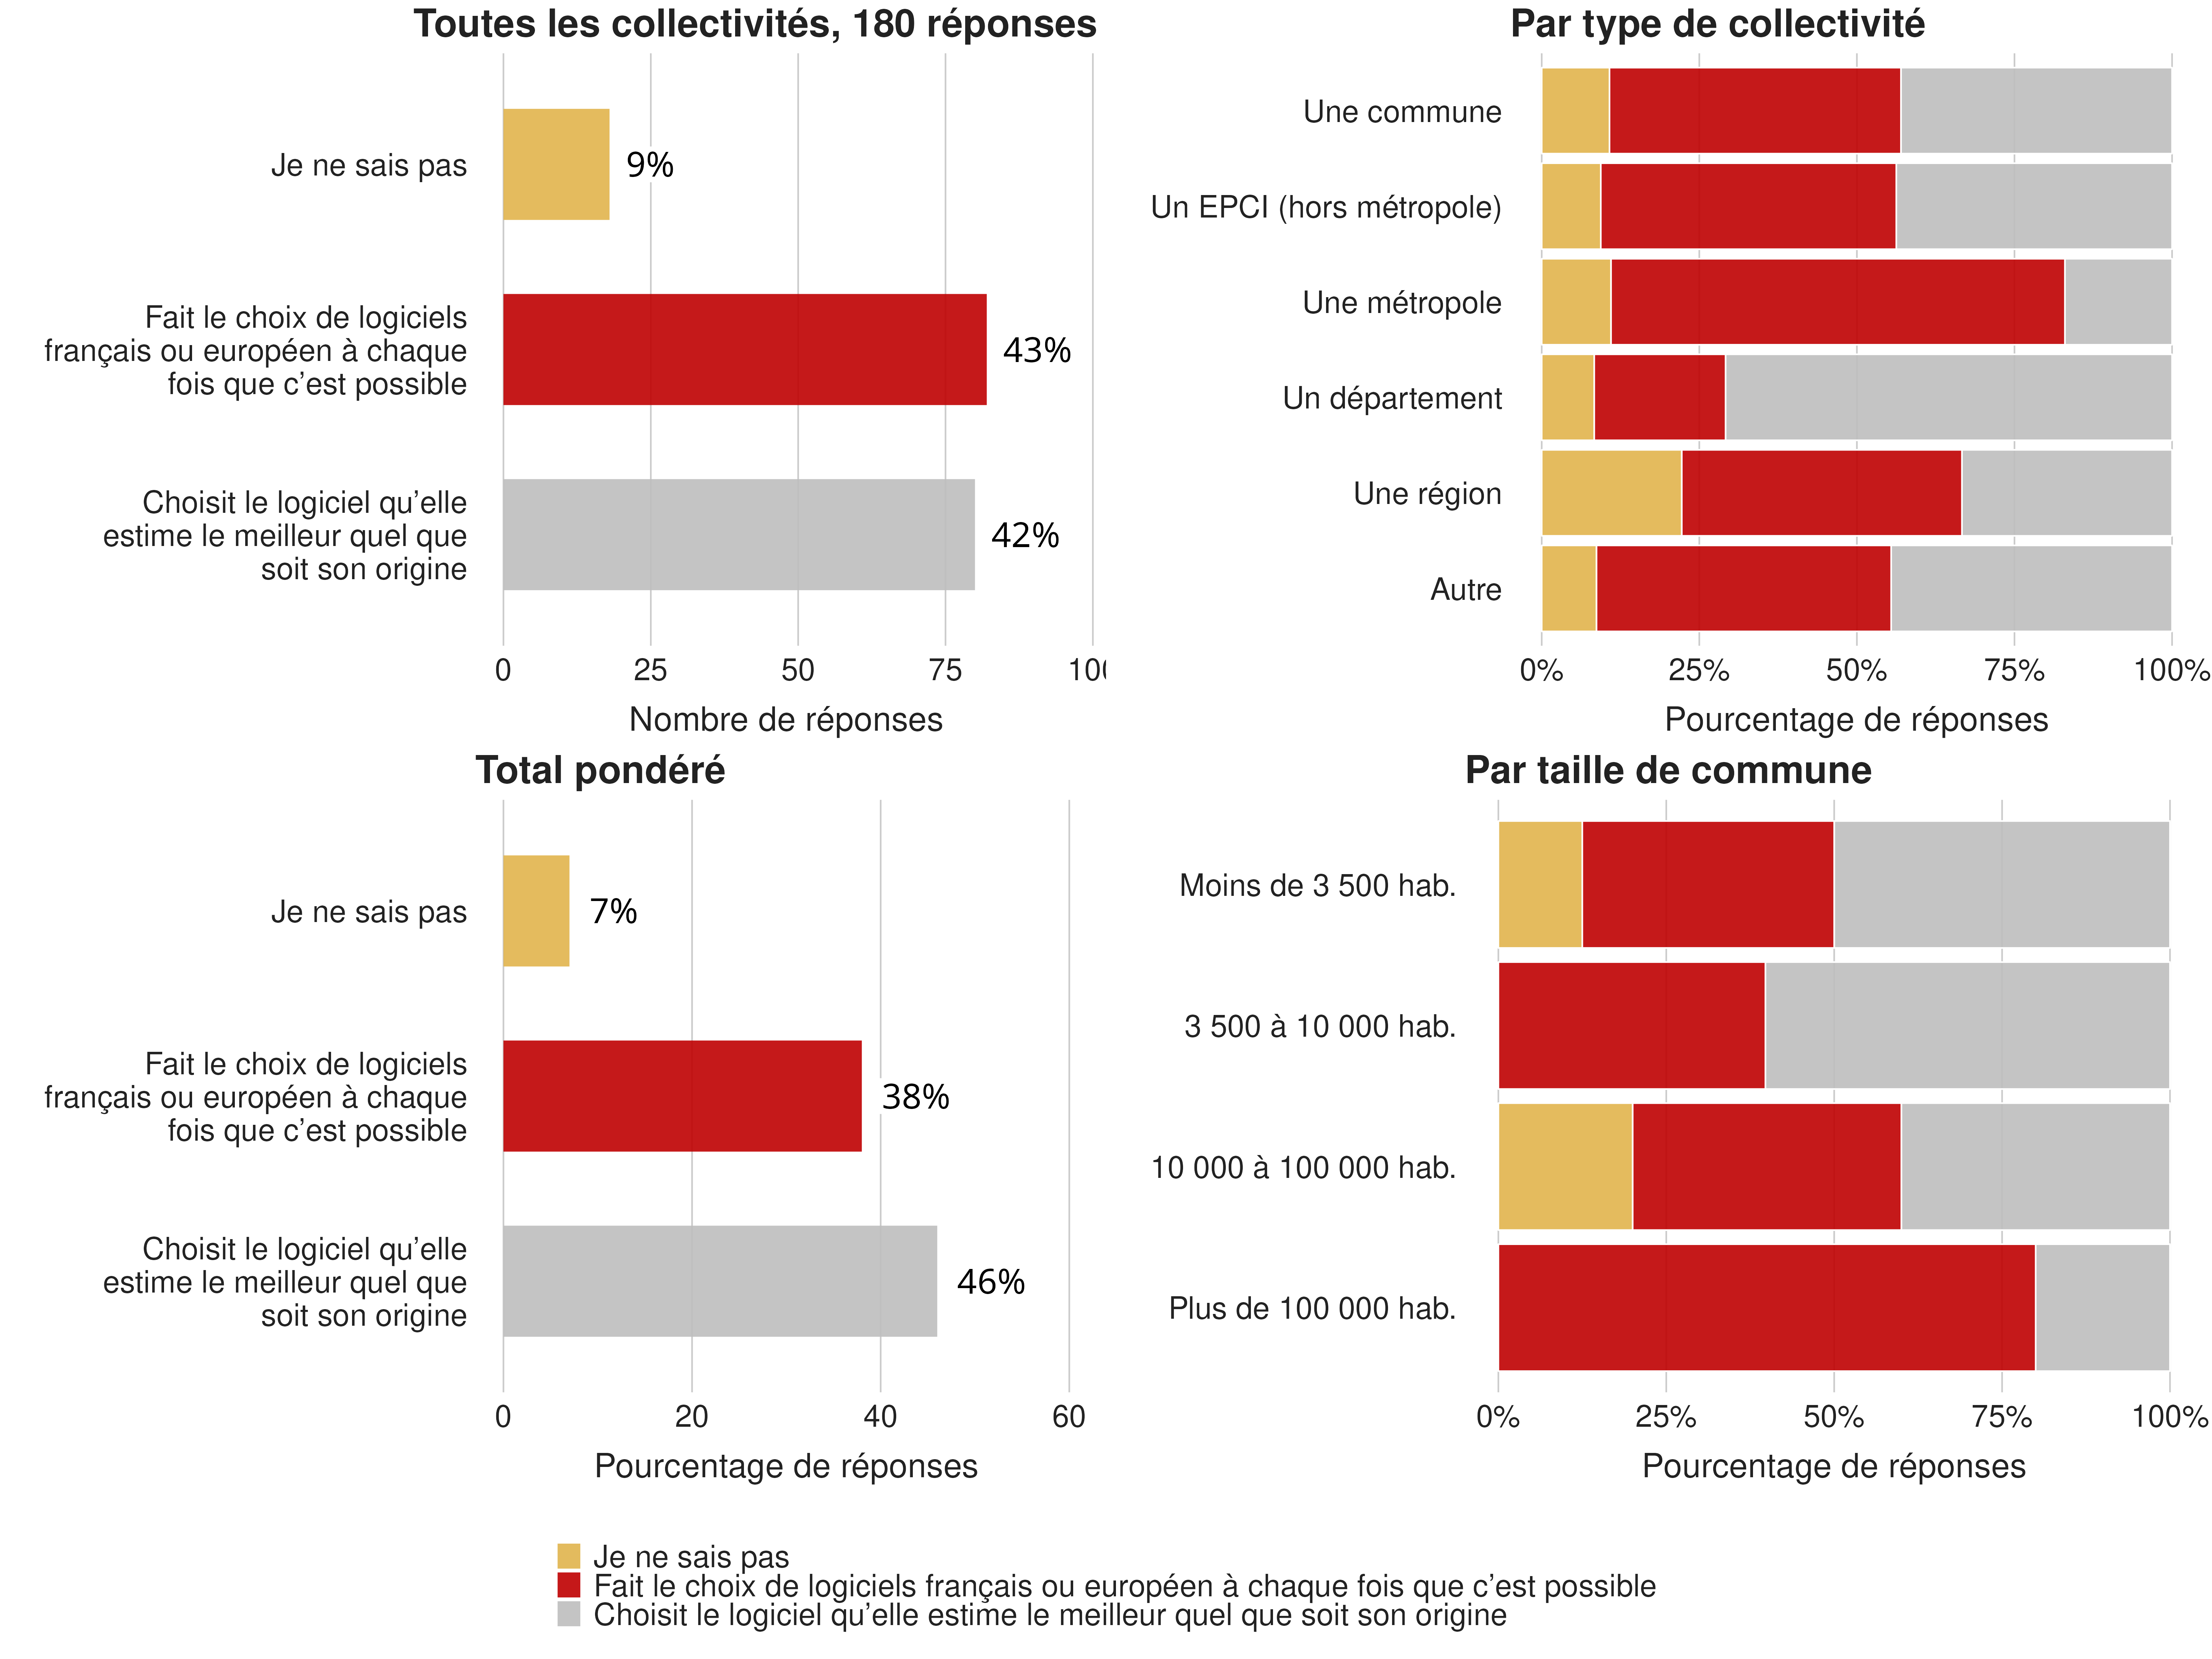 Toutes les collectivités, 180 réponses
Je ne sais pas
9%
Fait le choix de logiciels
français ou européen à chaque
fois que c’est possible
43%
Choisit le logiciel qu’elle
estime le meilleur quel que
soit son origine
42%
0 25 50 75 100
Nombre de réponses
Par type de collectivité
Une commune
Un EPCI (hors métropole)
Une métropole
Un département
Une région
Autre
0% 25% 50% 75% 100%
Pourcentage de réponses
Total pondéré
Je ne sais pas
7%
Fait le choix de logiciels
français ou européen à chaque
fois que c’est possible
38%
Choisit le logiciel qu’elle
estime le meilleur quel que
soit son origine
46%
0 20 40 60
Pourcentage de réponses
Par taille de commune
Moins de 3 500 hab.
3 500 à 10 000 hab.
10 000 à 100 000 hab.
Plus de 100 000 hab.
0% 25% 50% 75% 100%
Pourcentage de réponses
Je ne sais pas
Fait le choix de logiciels français ou européen à chaque fois que c’est possible
Choisit le logiciel qu’elle estime le meilleur quel que soit son origine